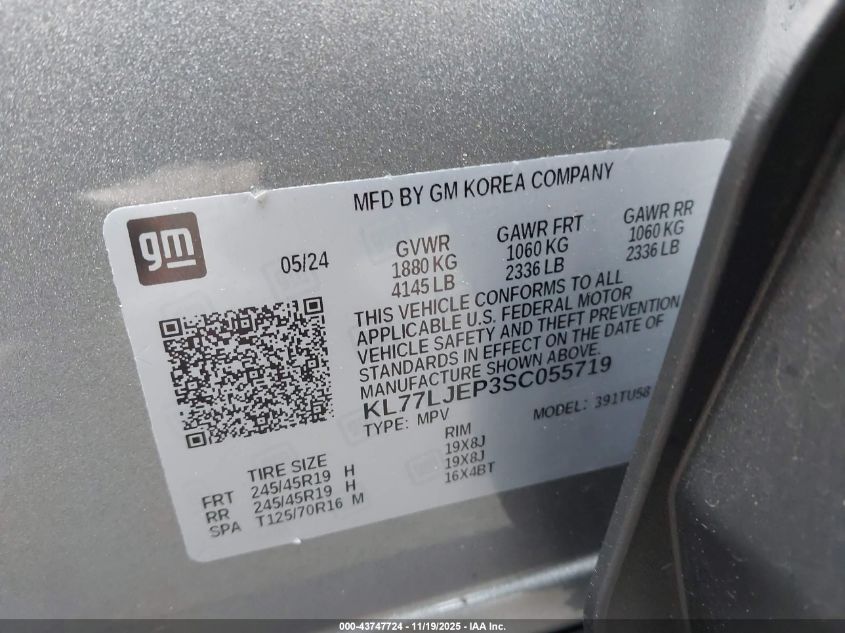 MFD BY GM KOREA COMPANY
gm
05/24
GVWR
1880 KG
4145 LB
GAWR FRT
1060 KG
2336 LB
GAWR RR
1060 KG
2336 LB
THIS VEHICLE CONFORMS TO ALL
APPLICABLE U.S. FEDERAL MOTOR
VEHICLE SAFETY AND THEFT PREVENTION
STANDARDS IN EFFECT ON THE DATE OF
MANUFACTURE SHOWN ABOVE.
KL77LJEP3SC055719
TYPE: MPV
MODEL: 391TU58
TIRE SIZE
RIM
FRT 245/45R19 H 19X8J
RR 245/45R19 H 19X8J
SPA T125/70R16 M 16X4BT
000-43747724 - 11/19/2025 - IAA Inc.